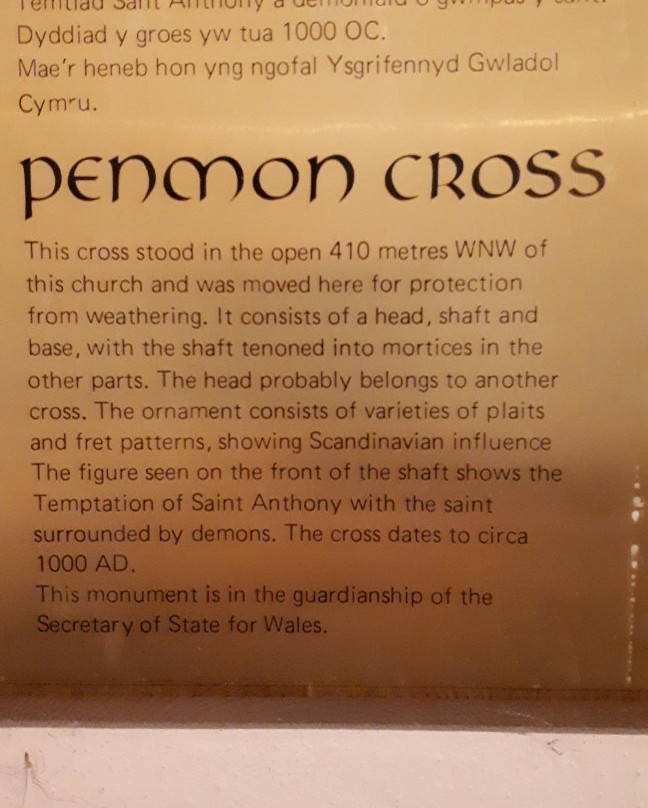 Temtiad Sant Anthony a demoniaid o gwmpas y sant.
Dyddiad y groes yw tua 1000 OC.
Mae'r heneb hon yng ngofal Ysgrifennyd Gwladol
Cymru.
PENMON CROSS
This cross stood in the open 410 metres WNW of
this church and was moved here for protection
from weathering. It consists of a head, shaft and
base, with the shaft tenoned into mortices in the
other parts. The head probably belongs to another
cross. The ornament consists of varieties of plaits
and fret patterns, showing Scandinavian influence
The figure seen on the front of the shaft shows the
Temptation of Saint Anthony with the saint
surrounded by demons. The cross dates to circa
1000 AD.
This monument is in the guardianship of the
Secretary of State for Wales.